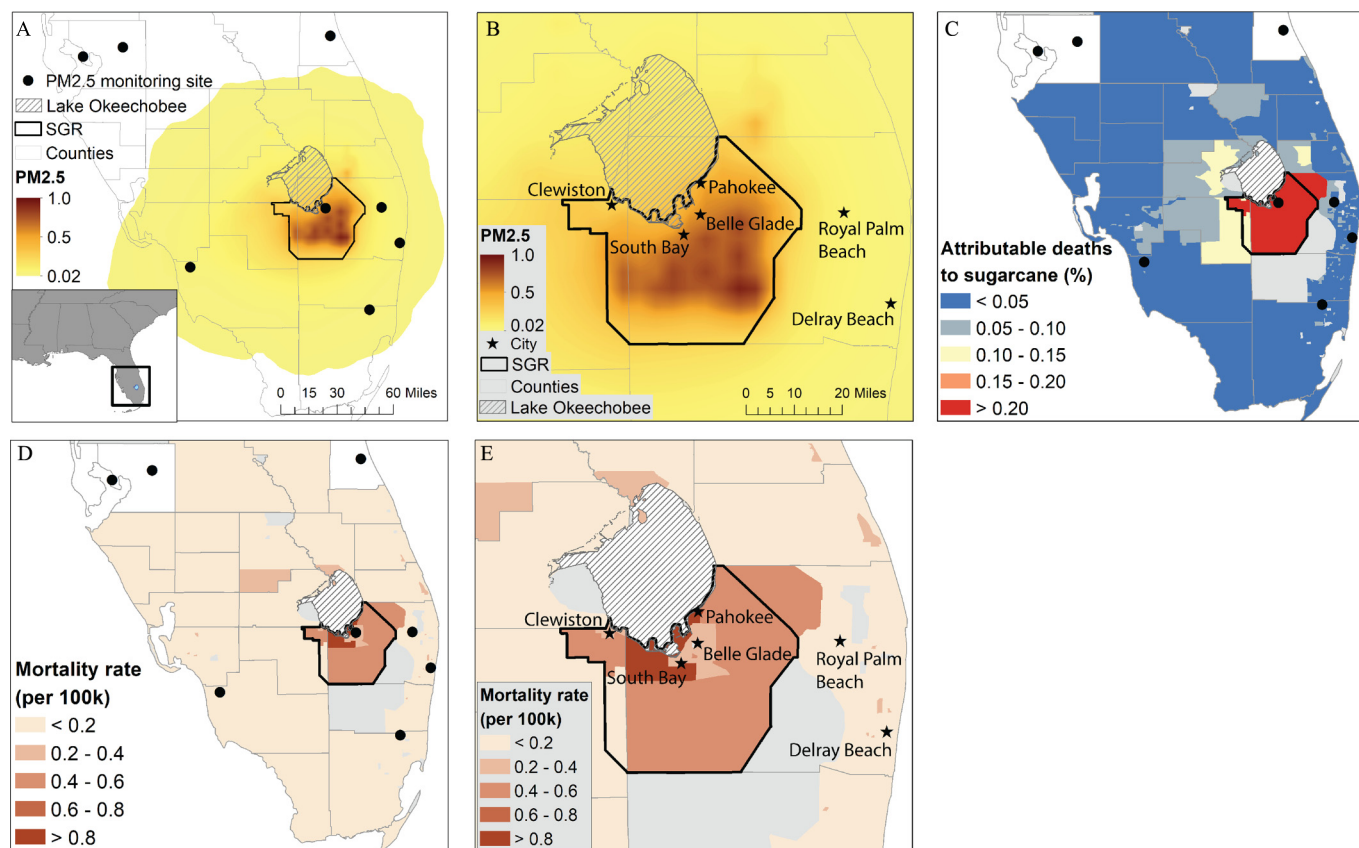 A
PM2.5 monitoring site
Lake Okeechobee
SGR
Counties
PM2.5
1.0
0.5
0.02
0 15 30 60 Miles
B
Clewiston
Pahokee
Belle Glade
South Bay
Royal Palm
Beach
Delray Beach
PM2.5
1.0
0.5
0.02
City
SGR
Counties
Lake Okeechobee
0 5 10 20 Miles
C
Attributable deaths
to sugarcane (%)
< 0.05
0.05 - 0.10
0.10 - 0.15
0.15 - 0.20
> 0.20
D
Mortality rate
(per 100k)
< 0.2
0.2 - 0.4
0.4 - 0.6
0.6 - 0.8
> 0.8
E
Clewiston
Pahokee
Belle Glade
South Bay
Royal Palm
Beach
Delray Beach
Mortality rate
(per 100k)
< 0.2
0.2 - 0.4
0.4 - 0.6
0.6 - 0.8
> 0.8